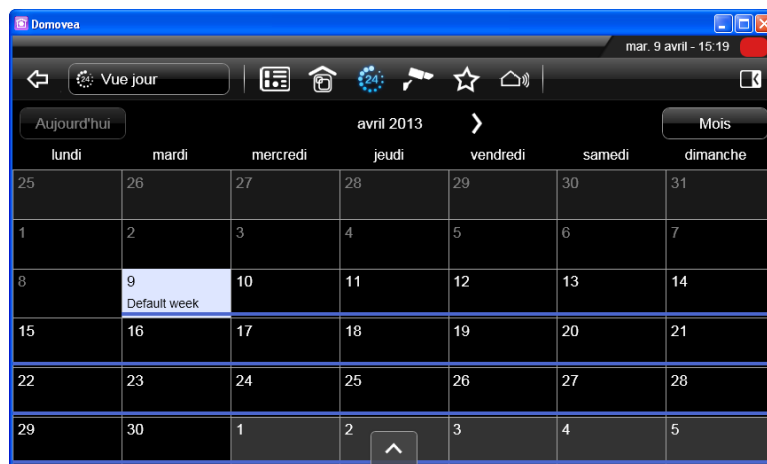 Domovea
mar. 9 avril - 15:19
24 Vue jour 24
Aujourd'hui avril 2013 Mois
lundi mardi mercredi jeudi vendredi samedi dimanche
25 26 27 28 29 30 31
1 2 3 4 5 6 7
8 9 10 11 12 13 14
Default week
15 16 17 18 19 20 21
22 23 24 25 26 27 28
29 30 1 2 3 4 5